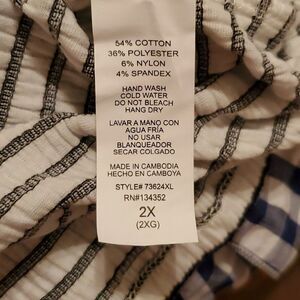 54% COTTON
36% POLYESTER
6% NYLON
4% SPANDEX
HAND WASH
COLD WATER
DO NOT BLEACH
HANG DRY
LAVAR A MANO CON
AGUA FRÍA
NO USAR
BLANQUEADOR
SECAR COLGADO
MADE IN CAMBODIA
HECHO EN CAMBOYA
STYLE# 73624XL
RN#134352
2X
(2XG)